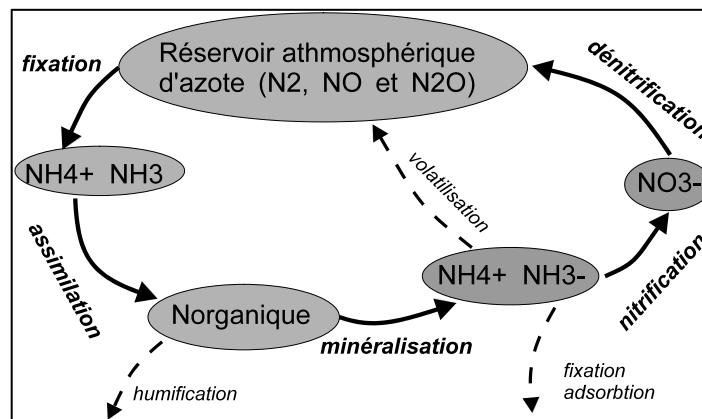 Réservoir athmosphérique
d'azote (N2, NO et N2O)
fixation
dénitrification
NH4+ NH3
volatilisation
NO3-
assimilation
NH4+ NH3-
nitrification
Norganique
minéralisation
humification
fixation
adsorbtion